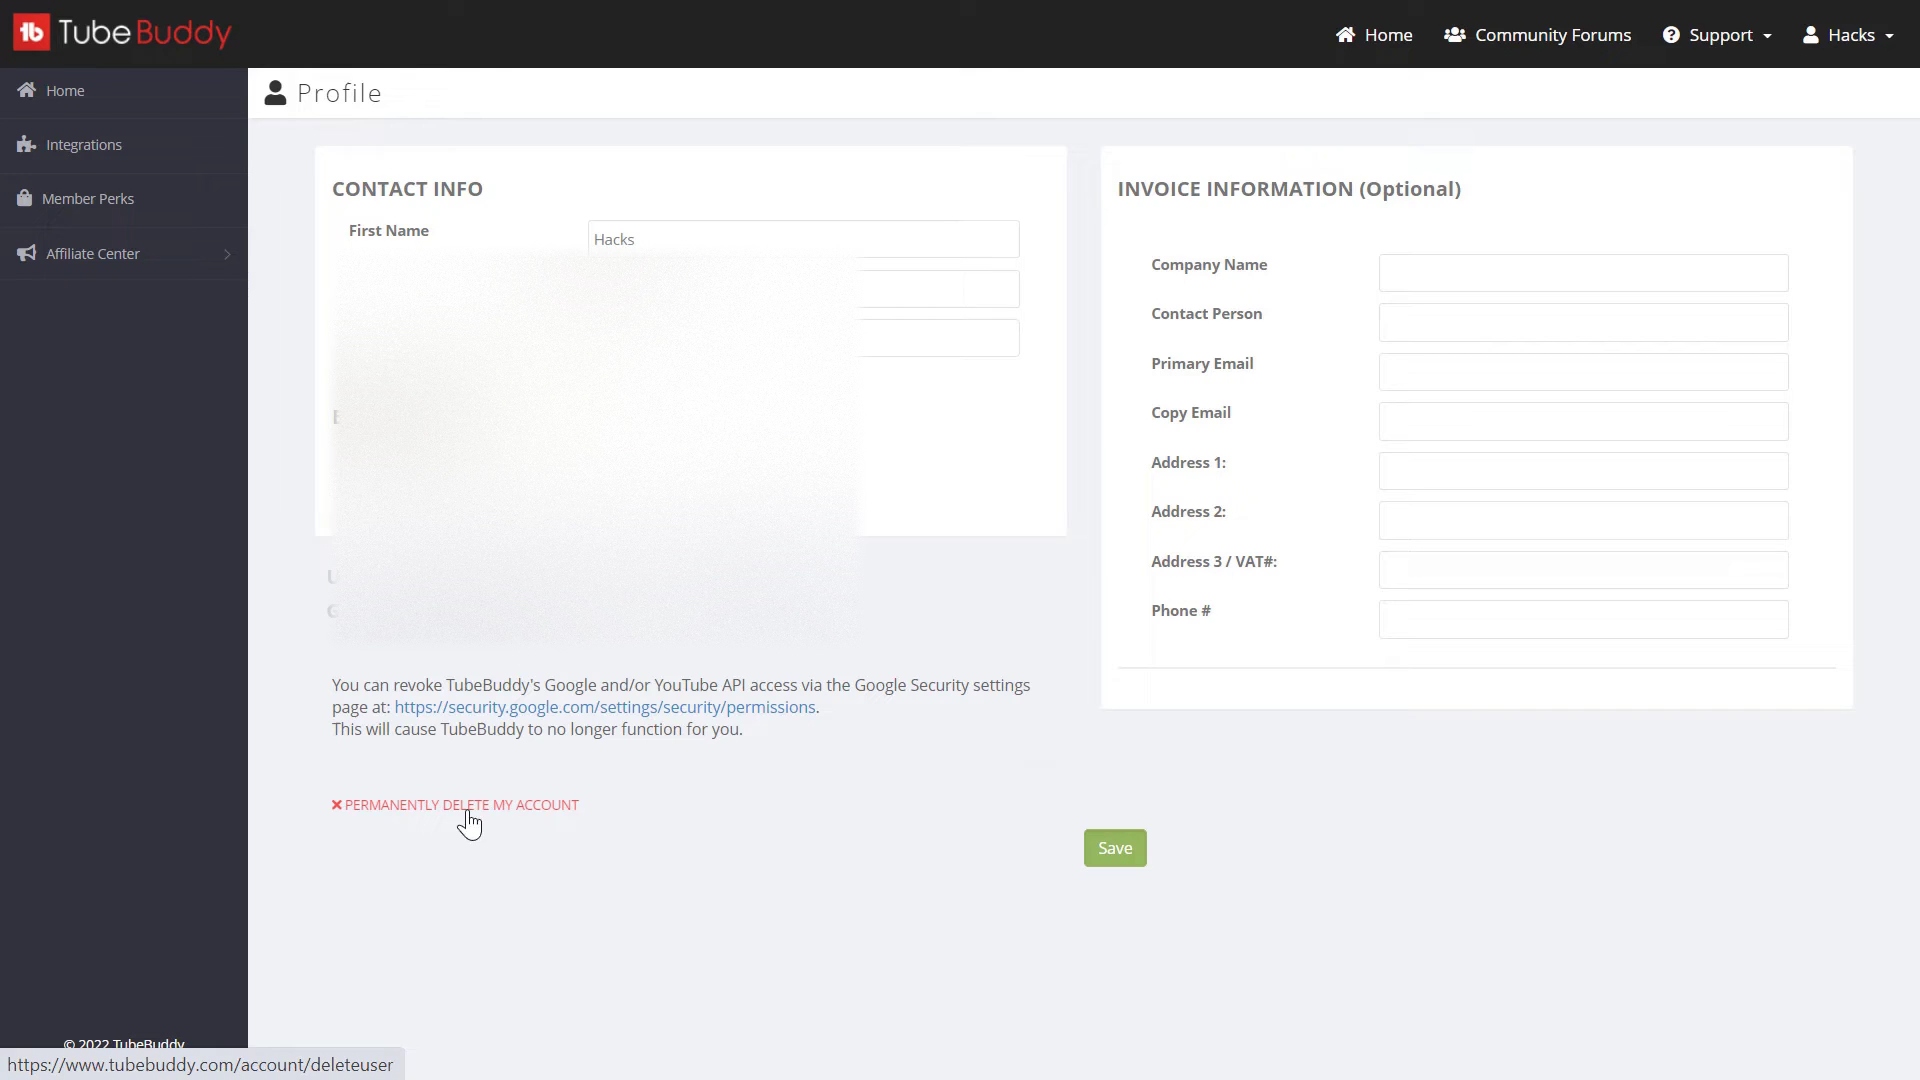 TubeBuddy
Home
Community Forums
Support
Hacks
Home
Integrations
Member Perks
Affiliate Center
Profile
CONTACT INFO
First Name
Hacks
You can revoke TubeBuddy's Google and/or YouTube API access via the Google Security settings
page at: https://security.google.com/settings/security/permissions.
This will cause TubeBuddy to no longer function for you.
PERMANENTLY DELETE MY ACCOUNT
INVOICE INFORMATION (Optional)
Company Name
Contact Person
Primary Email
Copy Email
Address 1:
Address 2:
Address 3 / VAT#:
Phone #
Save
© 2022 TubeBuddy
https://www.tubebuddy.com/account/deleteuser